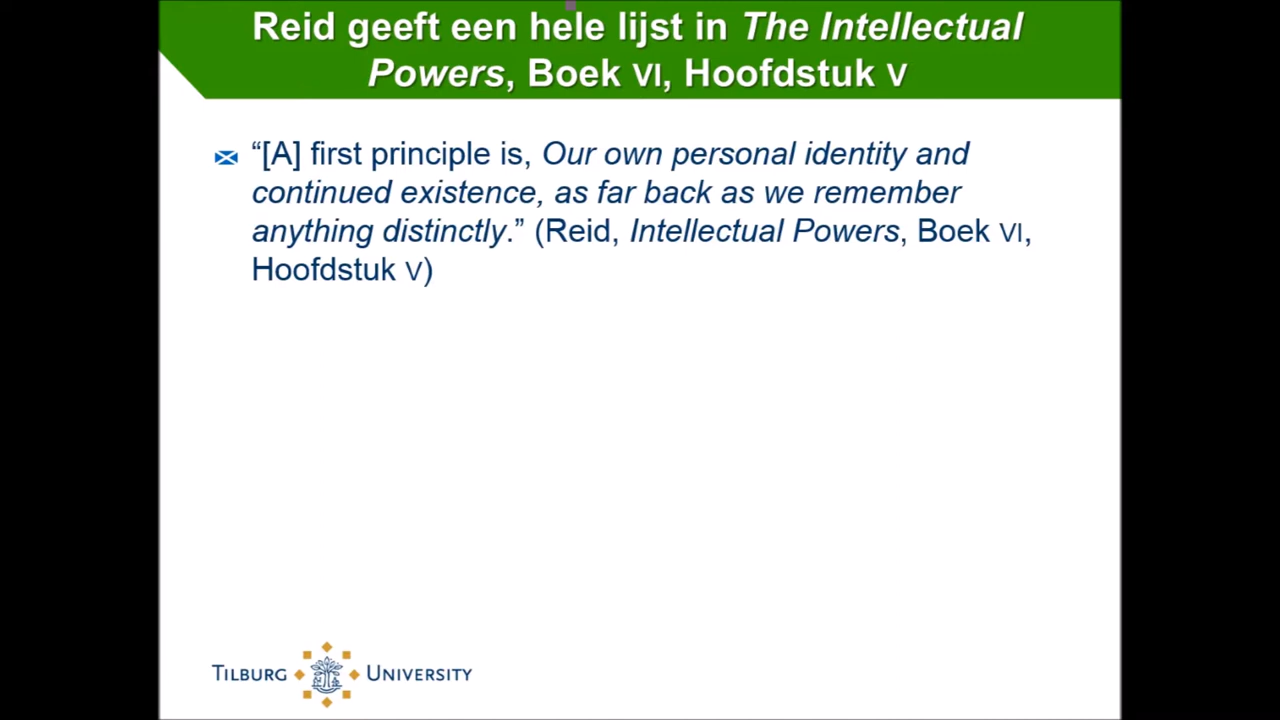 Reid geeft een hele lijst in The Intellectual
Powers, Boek VI, Hoofdstuk V
“[A] first principle is, Our own personal identity and
continued existence, as far back as we remember
anything distinctly.” (Reid, Intellectual Powers, Boek VI,
Hoofdstuk V)
TILBURG UNIVERSITY